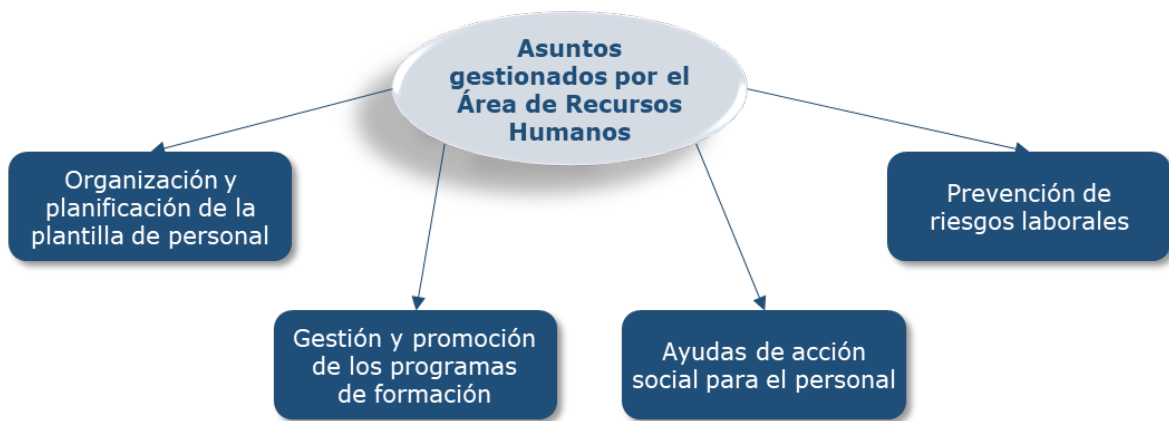 Asuntos
gestionados por el
Área de Recursos
Humanos
Organización y
planificación de la
plantilla de personal
Prevención de
riesgos laborales
Gestión y promoción
de los programas
de formación
Ayudas de acción
social para el personal